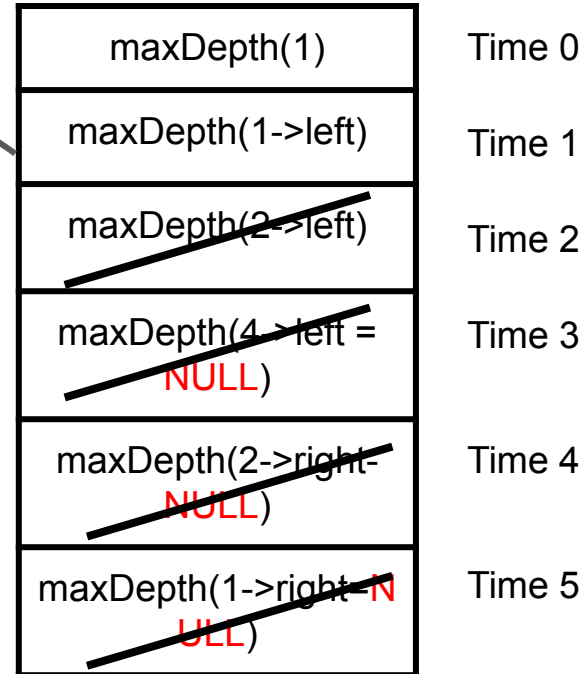 maxDepth(1) Time 0
maxDepth(1->left) Time 1
maxDepth(2->left) Time 2
maxDepth(4->left =
NULL) Time 3
maxDepth(2->right-
NULL) Time 4
maxDepth(1->right=N
ULL) Time 5